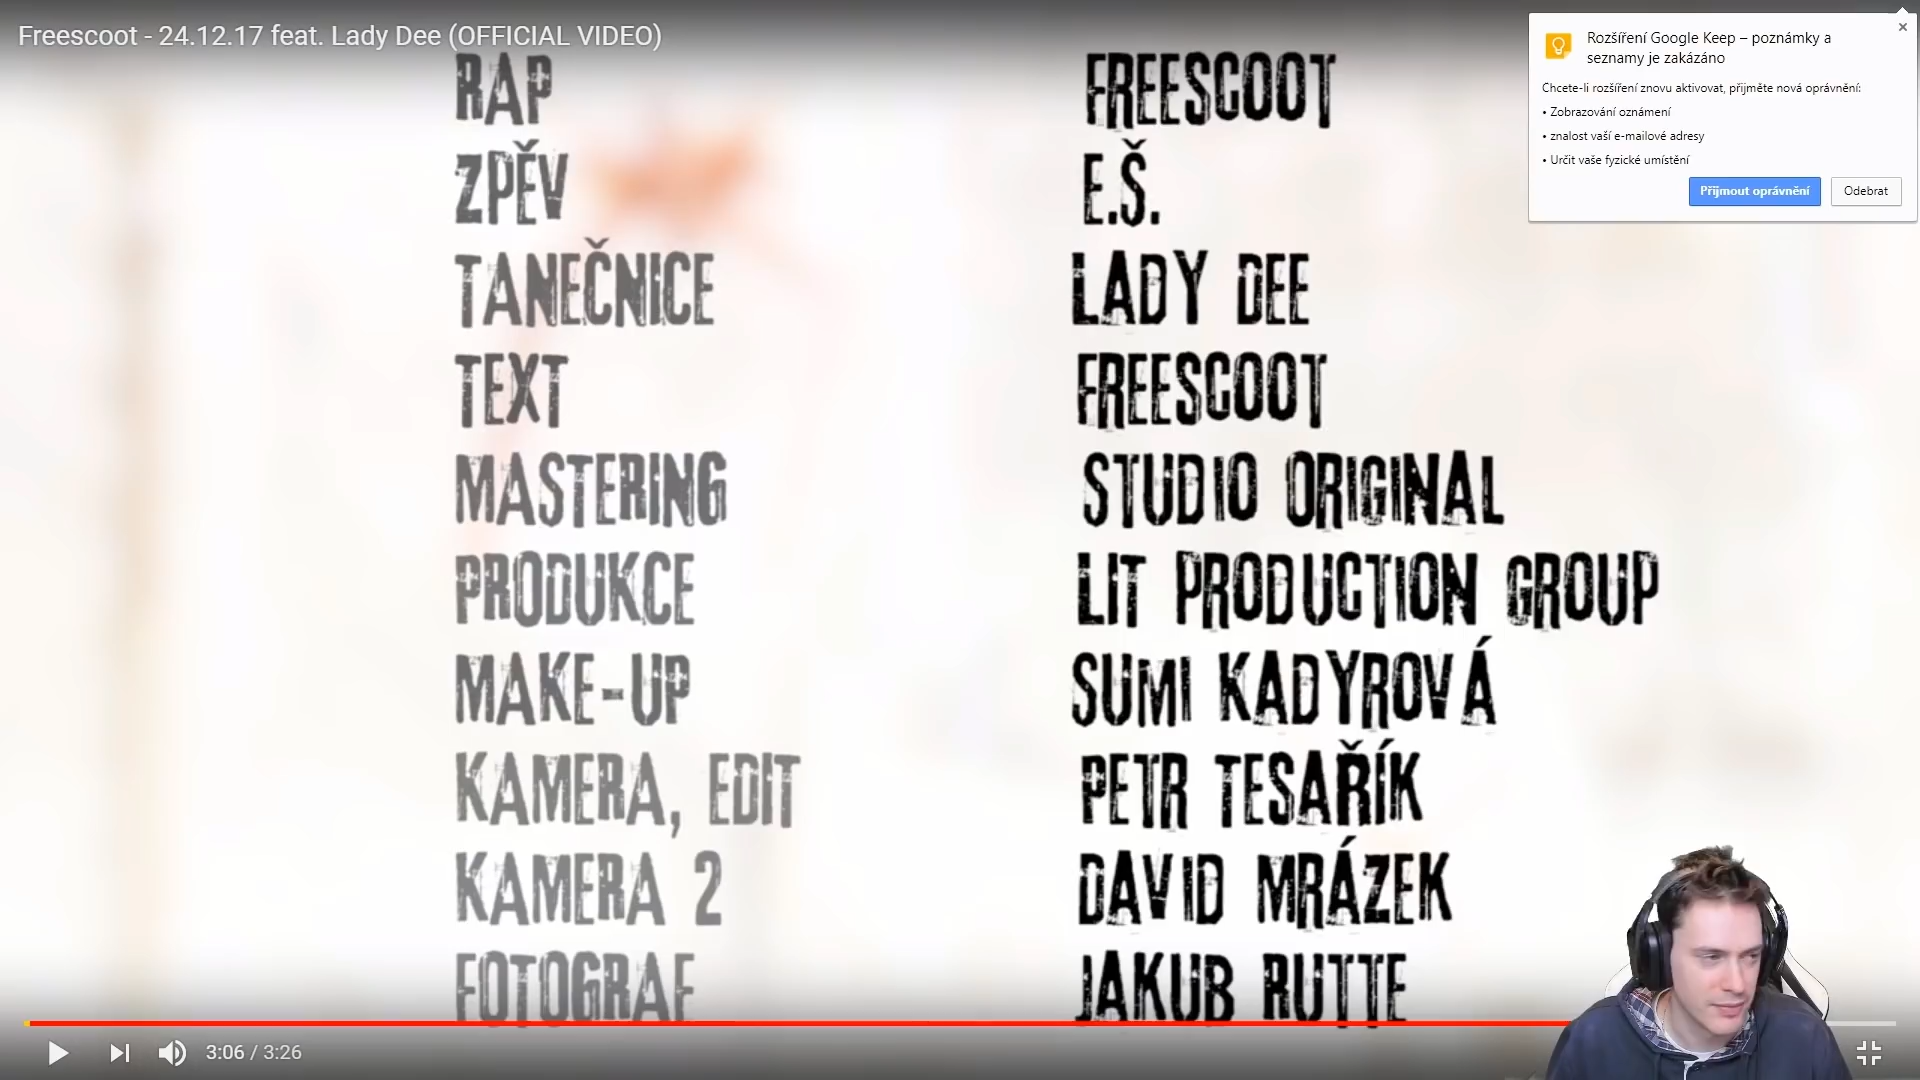 Freescoot - 24.12.17 feat. Lady Dee (OFFICIAL VIDEO)
RAP FREESCOOT
ZPĚV E.Š.
TANEČNICE LADY DEE
TEXT FREESCOOT
MASTERING STUDIO ORIGINAL
PRODUKCE LIT PRODUCTION GROUP
MAKE-UP SUMI KADYROVÁ
KAMERA, EDIT PETR TESAŘÍK
KAMERA 2 DAVID MRÁZEK
FOTOGRAF JAKUB RUTTE
Rozšíření Google Keep – poznámky a
seznamy je zakázáno
Chcete-li rozšíření znovu aktivovat, přijměte nová oprávnění:
• Zobrazování oznámení
• znalost vaší e-mailové adresy
• Určit vaše fyzické umístění
Přijmout oprávnění Odebrat
3:06 / 3:26